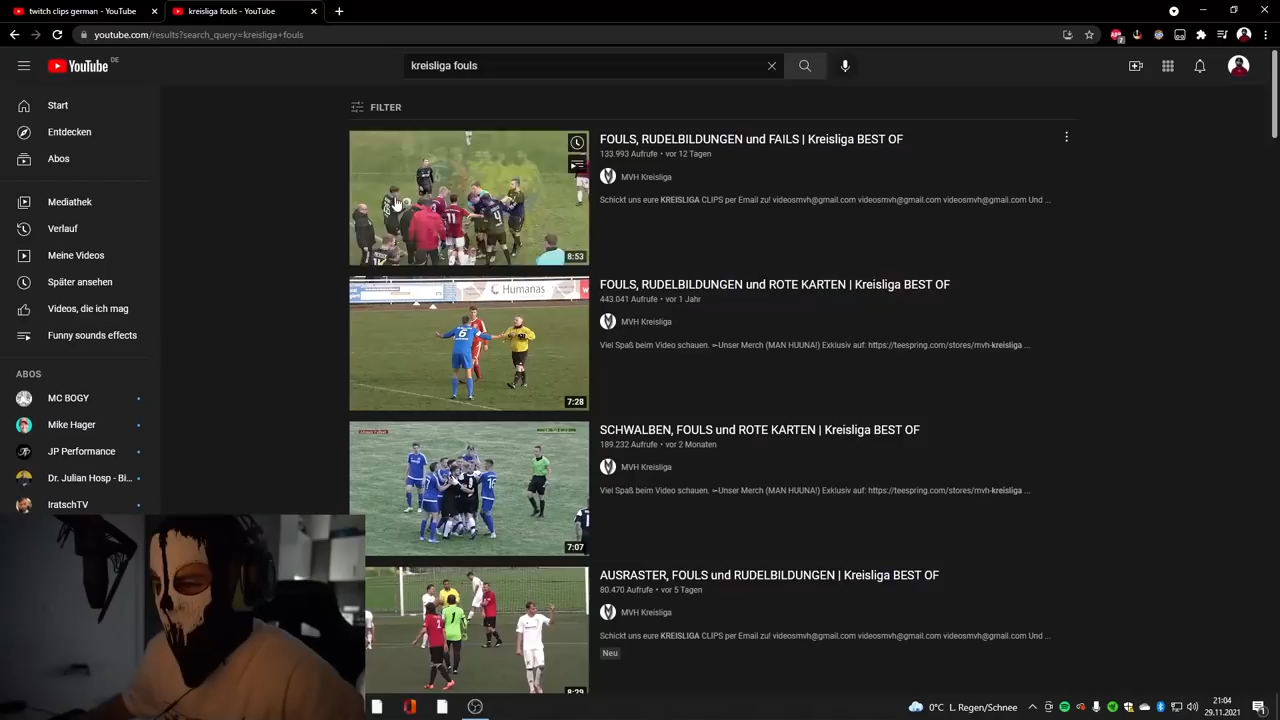 twitch clips german - YouTube
kreisliga fouls - YouTube
youtube.com/results?search_query=kreisliga+fouls
YouTube DE
kreisliga fouls
FILTER
Start
Entdecken
Abos
Mediathek
Verlauf
Meine Videos
Später ansehen
Videos, die ich mag
Funny sound effects
ABOS
MC BOGY
Mike Hager
JP Performance
Dr. Julian Hosp - Bi...
IratschTV
FOULS, RUDELBILDUNGEN und FAILS | Kreisliga BEST OF
133.993 Aufrufe • vor 12 Tagen
MVH Kreisliga
Schickt uns eure KREISLIGA CLIPS per Email zu! videosmvh@gmail.com videosmvh@gmail.com videosmvh@gmail.com Und ...
8:53
FOULS, RUDELBILDUNGEN und ROTE KARTEN | Kreisliga BEST OF
443.041 Aufrufe • vor 1 Jahr
MVH Kreisliga
Viel Spaß beim Video schauen. ➢Unser Merch (MAN HUUNA!) Exklusiv auf: https://teespring.com/stores/mvh-kreisliga ...
Humanas
6
7:28
SCHWALBEN, FOULS und ROTE KARTEN | Kreisliga BEST OF
189.232 Aufrufe • vor 2 Monaten
MVH Kreisliga
Viel Spaß beim Video schauen. ➢Unser Merch (MAN HUUNA!) Exklusiv auf: https://teespring.com/stores/mvh-kreisliga ...
7:07
AUSRASTER, FOULS und RUDELBILDUNGEN | Kreisliga BEST OF
80.470 Aufrufe • vor 5 Tagen
MVH Kreisliga
Schickt uns eure KREISLIGA CLIPS per Email zu! videosmvh@gmail.com videosmvh@gmail.com videosmvh@gmail.com Und ...
Neu
8:29
0°C L. Regen/Schnee
21:04
29.11.2021